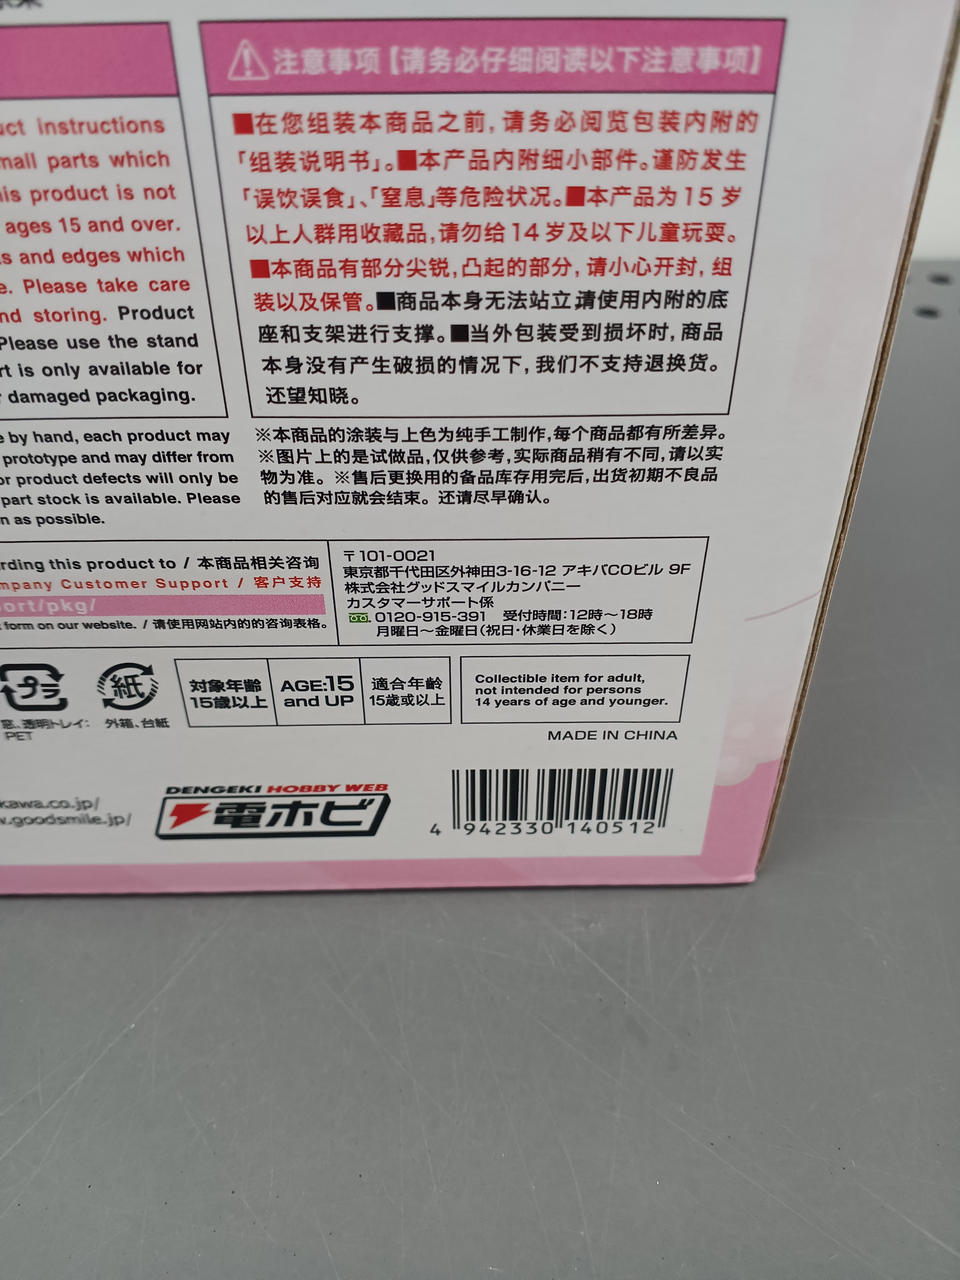 uct instructions
mall parts which
his product is not
ages 15 and over.
ts and edges which
e. Please take care
nd storing. Product
Please use the stand
rt is only available for
r damaged packaging.
注意事项【请务必仔细阅读以下注意事项】
■在您组装本商品之前,请务必阅览包装内附的
「组装说明书」。■本产品内附细小部件。谨防发生
「误饮误食」、「窒息」等危险状况。■本产品为15岁
以上人群用收藏品,请勿给14岁及以下儿童玩耍。
■本商品有部分尖锐,凸起的部分,请小心开封,组
装以及保管。■商品本身无法站立,请使用内附的底
座和支架进行支撑。■当外包装受到损坏时,商品
本身没有产生破损的情况下,我们不支持退换货。
还望知晓。
e by hand, each product may
prototype and may differ from
or product defects will only be
part stock is available. Please
n as possible.
※本商品的涂装与上色为纯手工制作,每个商品都有所差异。
※图片上的是试做品,仅供参考,实际商品稍有不同,请以实
物为准。※售后更换用的备品库存用完后,出货初期不良品
的售后对应就会结束。还请尽早确认。
rding this product to / 本商品相关咨询
mpany Customer Support / 客户支持
ort/pkg/
form on our website. / 请使用网站内的的咨询表格。
〒101-0021
東京都千代田区外神田3-16-12 アキバCOビル 9F
株式会社グッドスマイルカンパニー
カスタマーサポート係
0120-915-391 受付時間:12時～18時
月曜日～金曜日(祝日・休業日を除く)
プラ
窓、透明トレイ:
PET
紙
外箱、台紙
対象年齢
15歳以上
AGE:15
and UP
適合年齡
15歲或以上
Collectible item for adult,
not intended for persons
14 years of age and younger.
MADE IN CHINA
kawa.co.jp/
w.goodsmile.jp/
DENGEKI HOBBY WEB
電ホビ
4 942330 140512